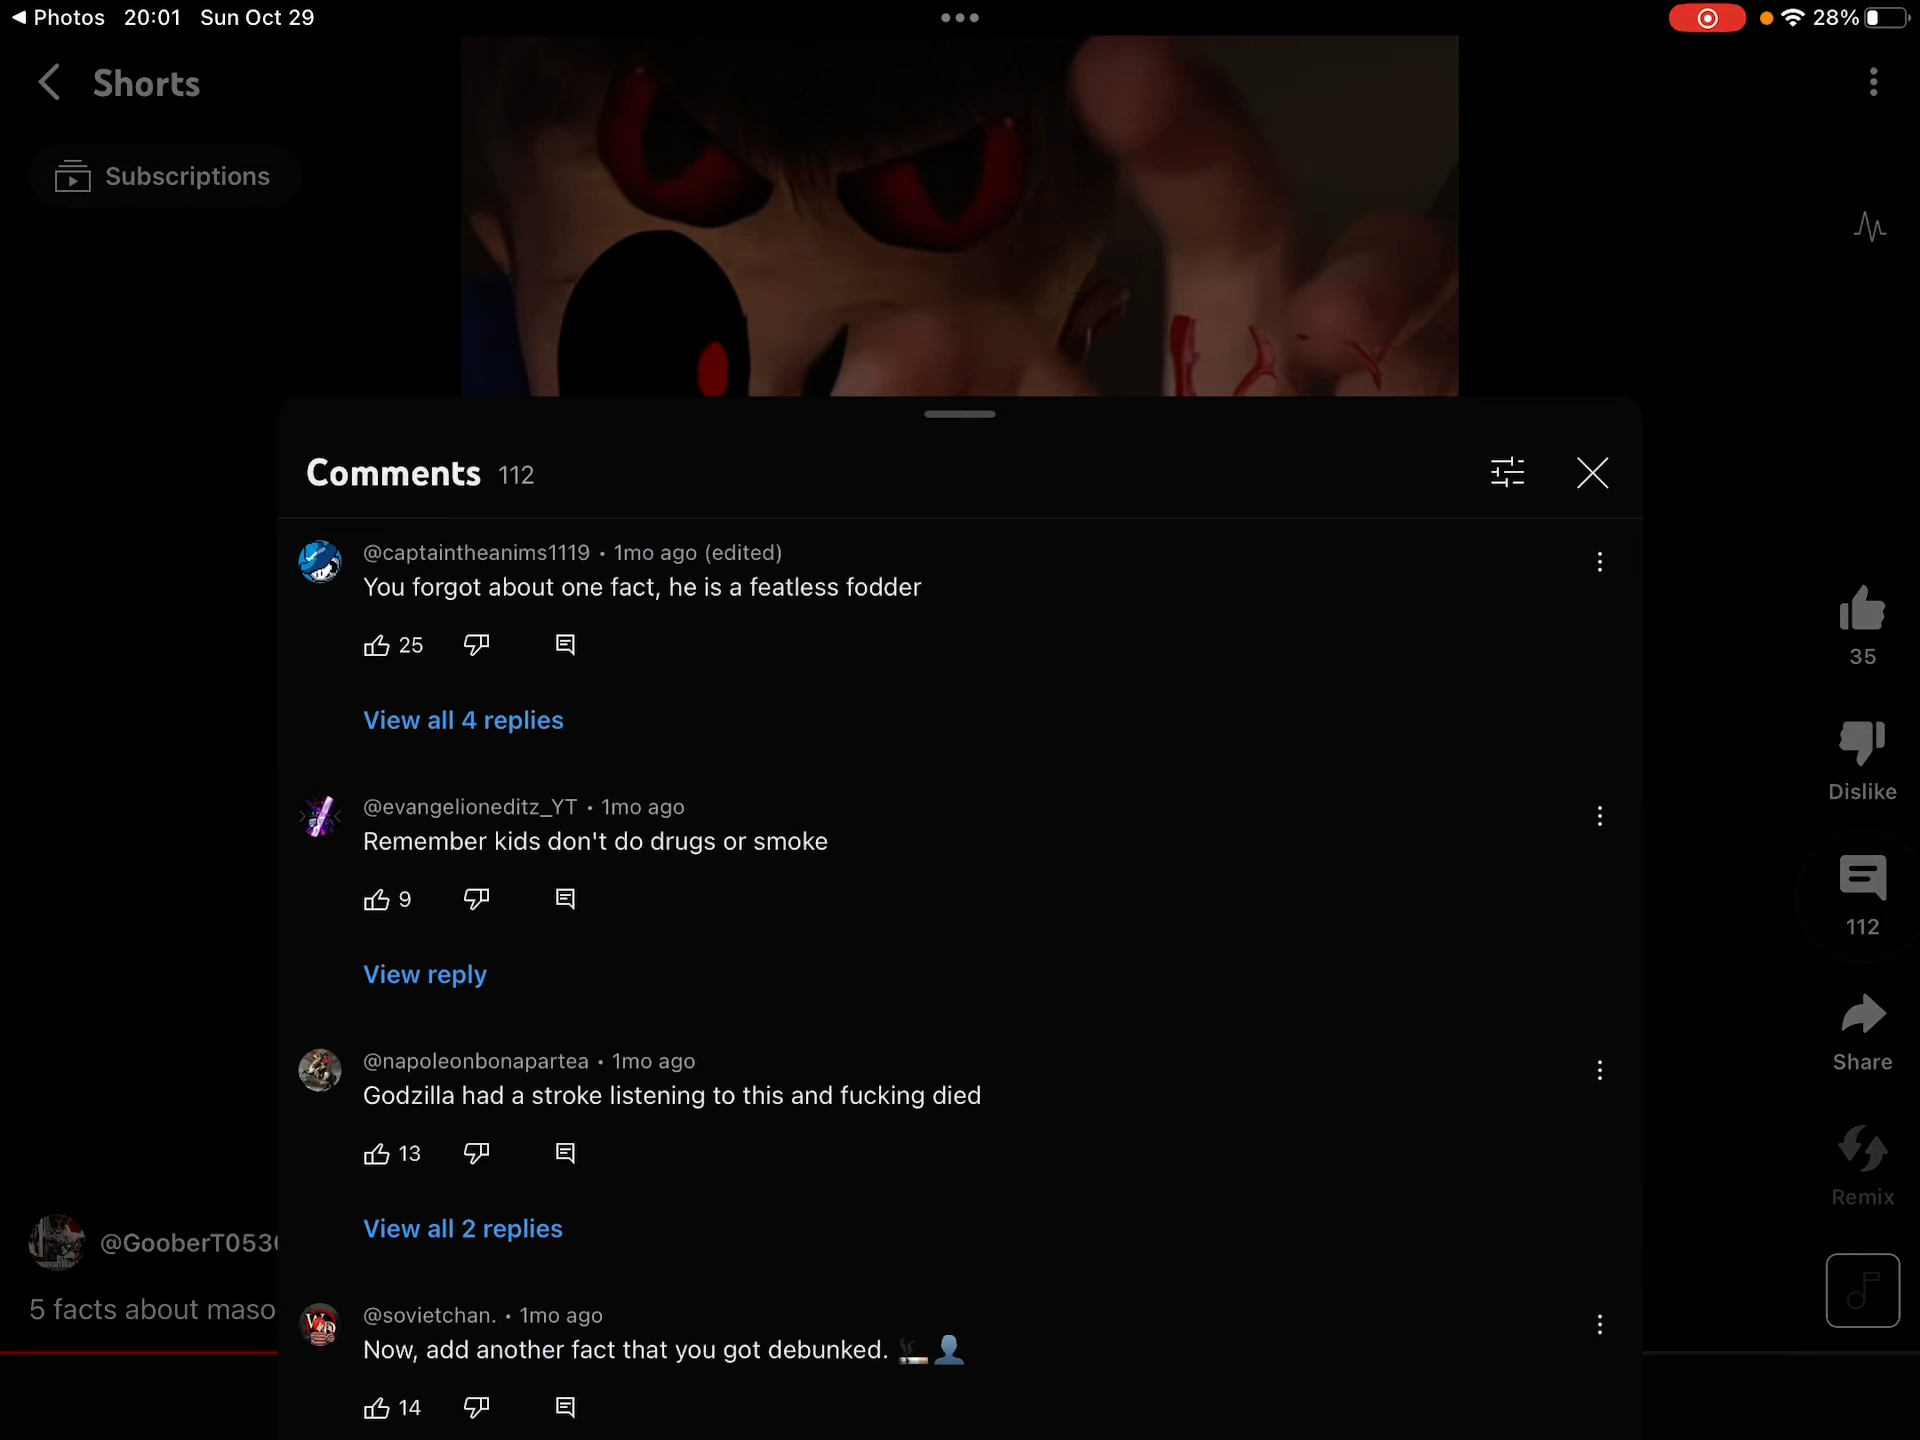 Photos 20:01 Sun Oct 29
28%
Shorts
Subscriptions
Comments 112
@captaintheanims1119 • 1mo ago (edited)
You forgot about one fact, he is a featless fodder
25
View all 4 replies
35
@evangelioneditz_YT • 1mo ago
Remember kids don't do drugs or smoke
Dislike
9
112
View reply
@napoleonbonapartea • 1mo ago
Godzilla had a stroke listening to this and fucking died
Share
13
Remix
View all 2 replies
@GooberT053
5 facts about maso
@sovietchan. • 1mo ago
Now, add another fact that you got debunked. 🚬👤
14